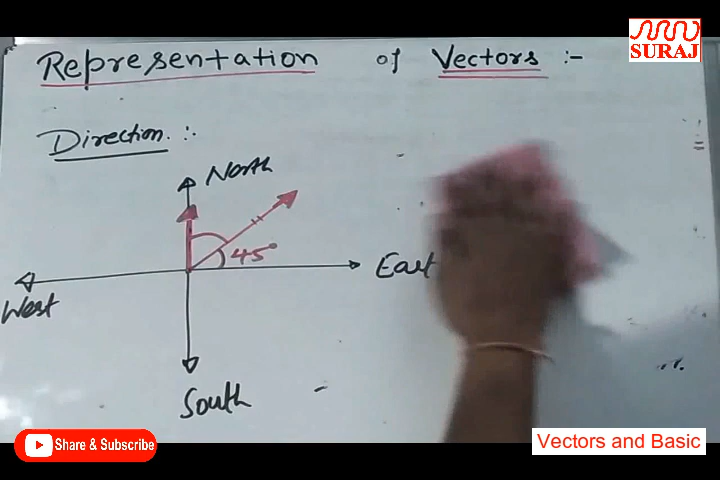 SURAJ
Representation of Vectors :-
Direction :-
North
45°
East
West
South
Share & Subscribe
Vectors and Basic